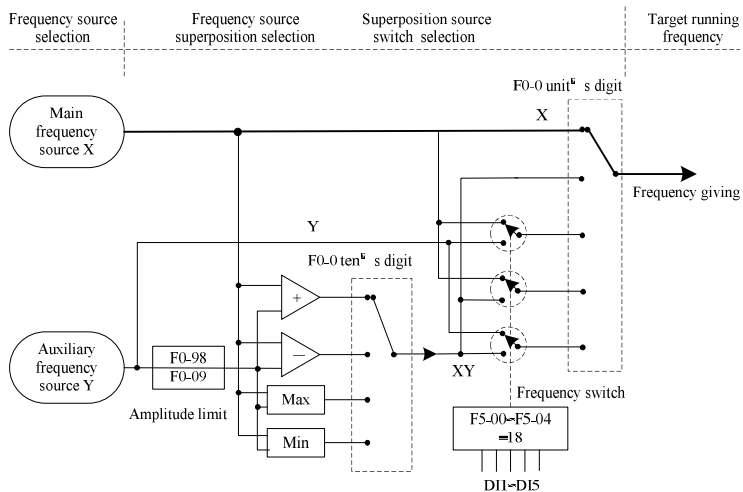 Frequency source
selection
Frequency source
superposition selection
Superposition source
switch selection
Target running
frequency
F0-0 unit s digit
Main
frequency
source X
X
Frequency giving
Y
F0-0 ten s digit
+
Auxiliary
frequency
source Y
F0-98
F0-09
Amplitude limit
−
XY
Max
Min
Frequency switch
F5-00~F5-04
=18
DI1~DI5